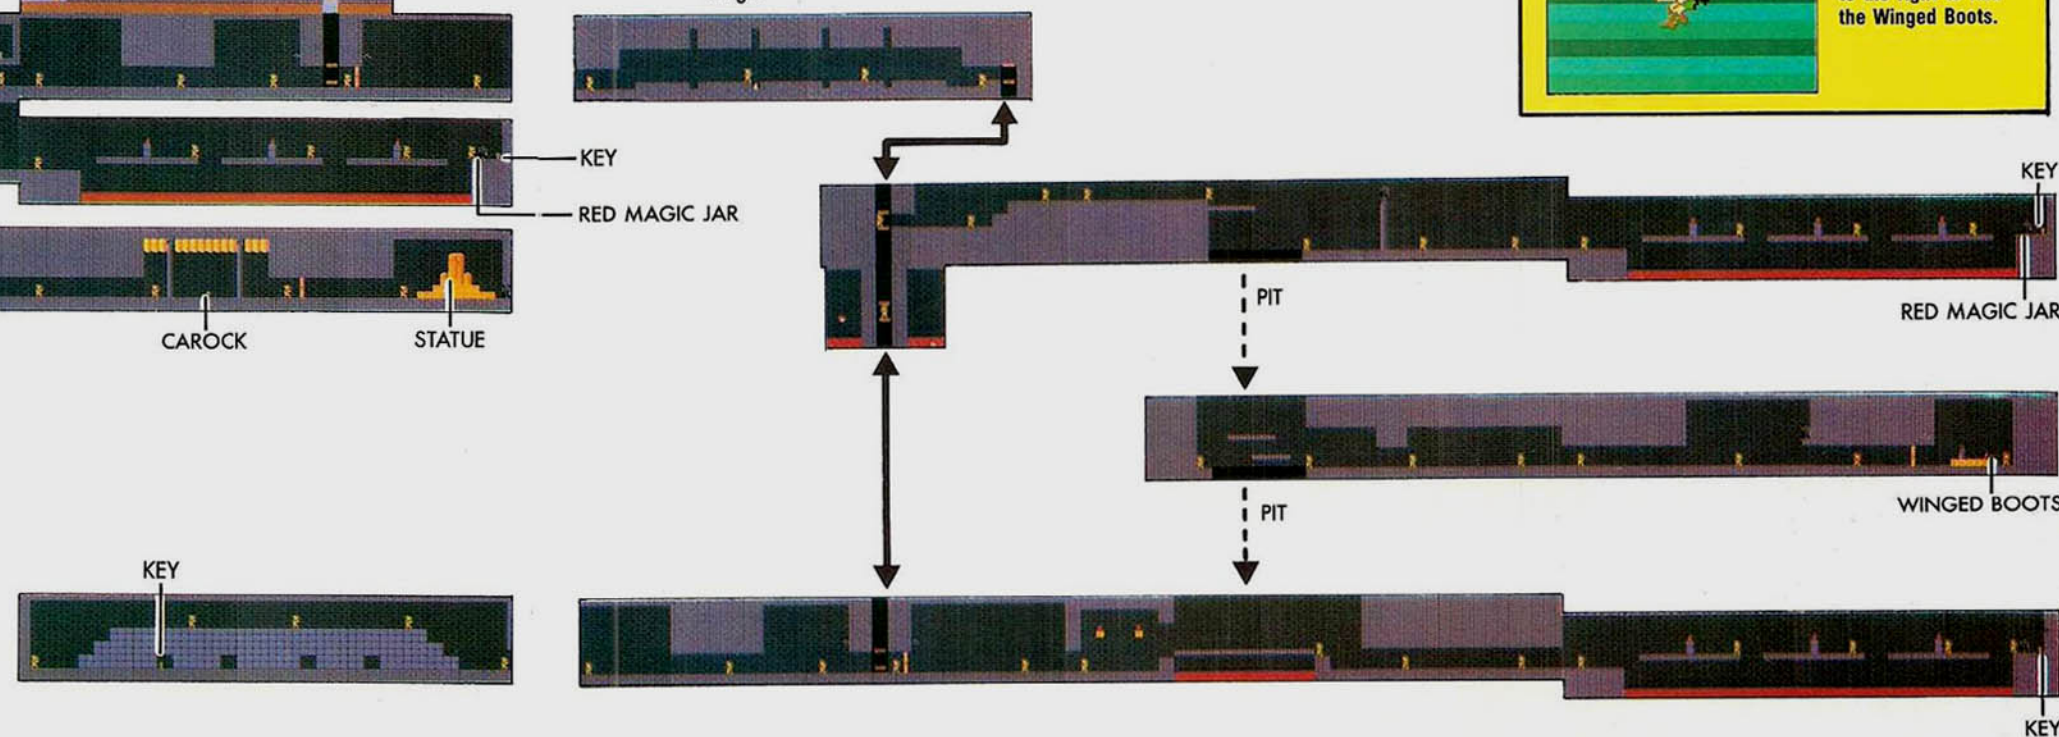 the Winged Boots.
KEY
RED MAGIC JAR
KEY
RED MAGIC JAR
PIT
CAROCK
STATUE
WINGED BOOTS
PIT
KEY
KEY